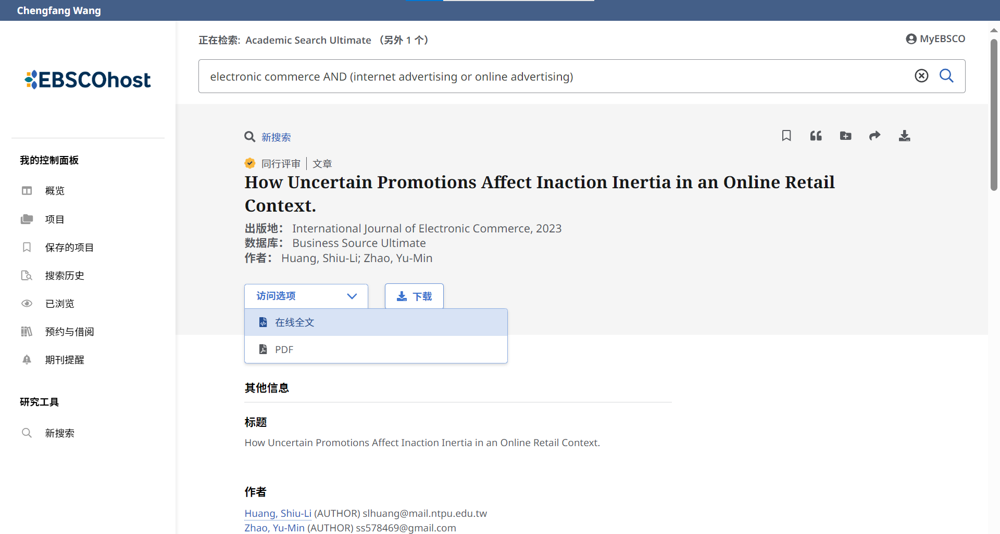 Chengfang Wang
EBSCOhost
我的控制面板
概览
项目
保存的项目
搜索历史
已浏览
预约与借阅
期刊提醒
研究工具
新搜索
正在检索: Academic Search Ultimate （另外 1 个）
MyEBSCO
electronic commerce AND (internet advertising or online advertising)
新搜索
同行评审 | 文章
How Uncertain Promotions Affect Inaction Inertia in an Online Retail
Context.
出版地： International Journal of Electronic Commerce, 2023
数据库： Business Source Ultimate
作者： Huang, Shiu-Li; Zhao, Yu-Min
访问选项
下载
在线全文
PDF
其他信息
标题
How Uncertain Promotions Affect Inaction Inertia in an Online Retail Context.
作者
Huang, Shiu-Li (AUTHOR) slhuang@mail.ntpu.edu.tw
Zhao, Yu-Min (AUTHOR) ss578469@gmail.com